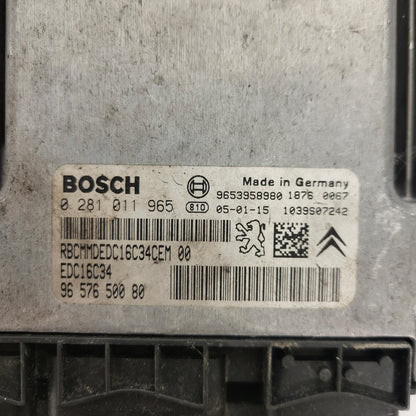 BOSCH
Made in Germany
9653958980 1876 0067
0 281 011 965
810
05-01-15
1039S07242
RBCMMDEDC16C34CEM 00
EDC16C34
96 576 500 80